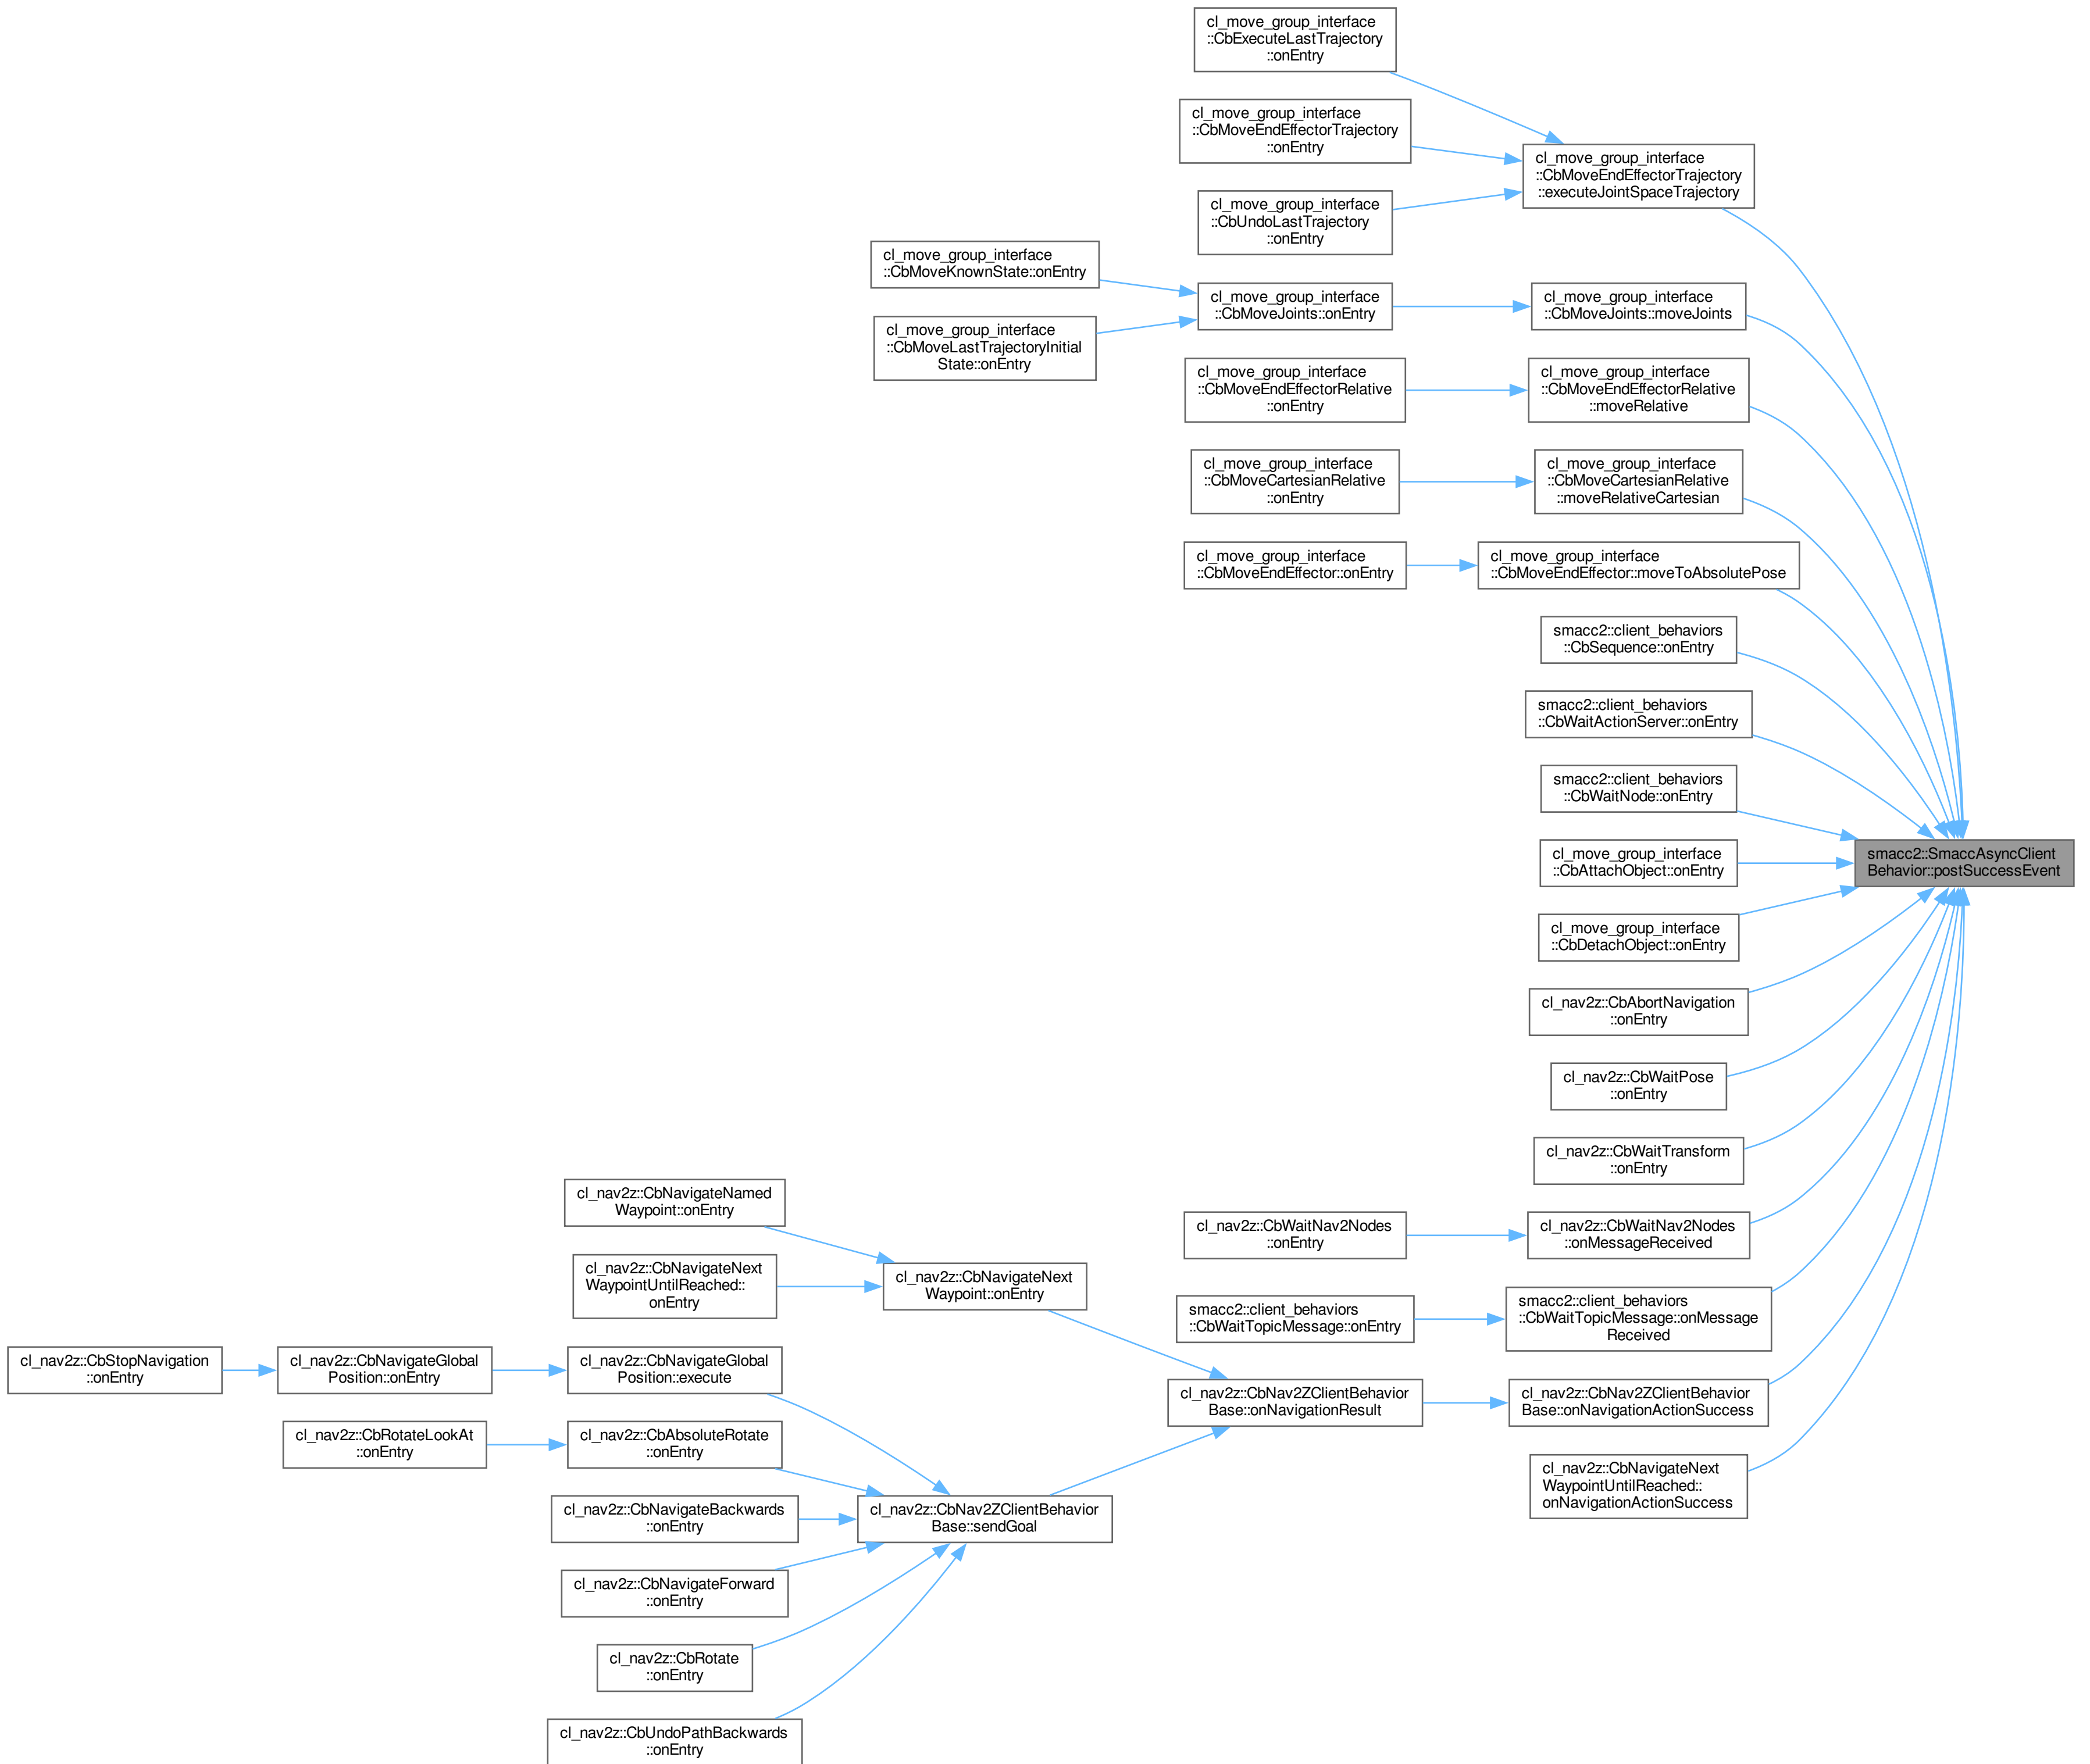 cl_move_group_interface
::CbExecuteLastTrajectory
::onEntry
cl_move_group_interface
::CbMoveEndEffectorTrajectory
::onEntry
cl_move_group_interface
::CbMoveEndEffectorTrajectory
::executeJointSpaceTrajectory
cl_move_group_interface
::CbUndoLastTrajectory
::onEntry
cl_move_group_interface
::CbMoveKnownState::onEntry
cl_move_group_interface
::CbMoveJoints::onEntry
cl_move_group_interface
::CbMoveJoints::moveJoints
cl_move_group_interface
::CbMoveLastTrajectoryInitial
State::onEntry
cl_move_group_interface
::CbMoveEndEffectorRelative
::onEntry
cl_move_group_interface
::CbMoveEndEffectorRelative
::moveRelative
cl_move_group_interface
::CbMoveCartesianRelative
::onEntry
cl_move_group_interface
::CbMoveCartesianRelative
::moveRelativeCartesian
cl_move_group_interface
::CbMoveEndEffector::onEntry
cl_move_group_interface
::CbMoveEndEffector::moveToAbsolutePose
smacc2::client_behaviors
::CbSequence::onEntry
smacc2::client_behaviors
::CbWaitActionServer::onEntry
smacc2::client_behaviors
::CbWaitNode::onEntry
cl_move_group_interface
::CbAttachObject::onEntry
smacc2::SmaccAsyncClient
Behavior::postSuccessEvent
cl_move_group_interface
::CbDetachObject::onEntry
cl_nav2z::CbAbortNavigation
::onEntry
cl_nav2z::CbWaitPose
::onEntry
cl_nav2z::CbWaitTransform
::onEntry
cl_nav2z::CbNavigateNamed
Waypoint::onEntry
cl_nav2z::CbWaitNav2Nodes
::onEntry
cl_nav2z::CbWaitNav2Nodes
::onMessageReceived
cl_nav2z::CbNavigateNext
WaypointUntilReached::
onEntry
cl_nav2z::CbNavigateNext
Waypoint::onEntry
smacc2::client_behaviors
::CbWaitTopicMessage::onEntry
smacc2::client_behaviors
::CbWaitTopicMessage::onMessage
Received
cl_nav2z::CbStopNavigation
::onEntry
cl_nav2z::CbNavigateGlobal
Position::onEntry
cl_nav2z::CbNavigateGlobal
Position::execute
cl_nav2z::CbNav2ZClientBehavior
Base::onNavigationResult
cl_nav2z::CbNav2ZClientBehavior
Base::onNavigationActionSuccess
cl_nav2z::CbRotateLookAt
::onEntry
cl_nav2z::CbAbsoluteRotate
::onEntry
cl_nav2z::CbNavigateNext
WaypointUntilReached::
onNavigationActionSuccess
cl_nav2z::CbNavigateBackwards
::onEntry
cl_nav2z::CbNav2ZClientBehavior
Base::sendGoal
cl_nav2z::CbNavigateForward
::onEntry
cl_nav2z::CbRotate
::onEntry
cl_nav2z::CbUndoPathBackwards
::onEntry